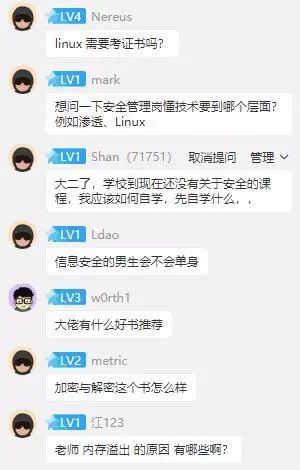 LV4 Nereus
linux 需要考证书吗?
LV1 mark
想问一下安全管理岗懂技术要到哪个层面?
例如渗透、Linux
LV1 Shan（71751） 取消提问 管理
大二了，学校到现在还没有关于安全的课
程，我应该如何自学，先自学什么，,
LV1 Ldao
信息安全的男生会不会单身
LV3 w0rth1
大佬有什么好书推荐
LV2 metric
加密与解密这个书怎么样
LV1 江123
老师 内存溢出 的原因 有哪些啊?